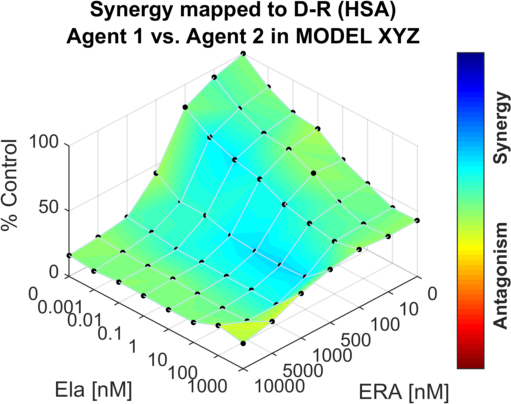 Synergy mapped to D-R (HSA)
Agent 1 vs. Agent 2 in MODEL XYZ
% Control
100
50
0
0
0.001
0.01
0.1
1
10
100
1000
Ela [nM]
0
10
100
500
1000
5000
10000
ERA [nM]
Synergy
Antagonism